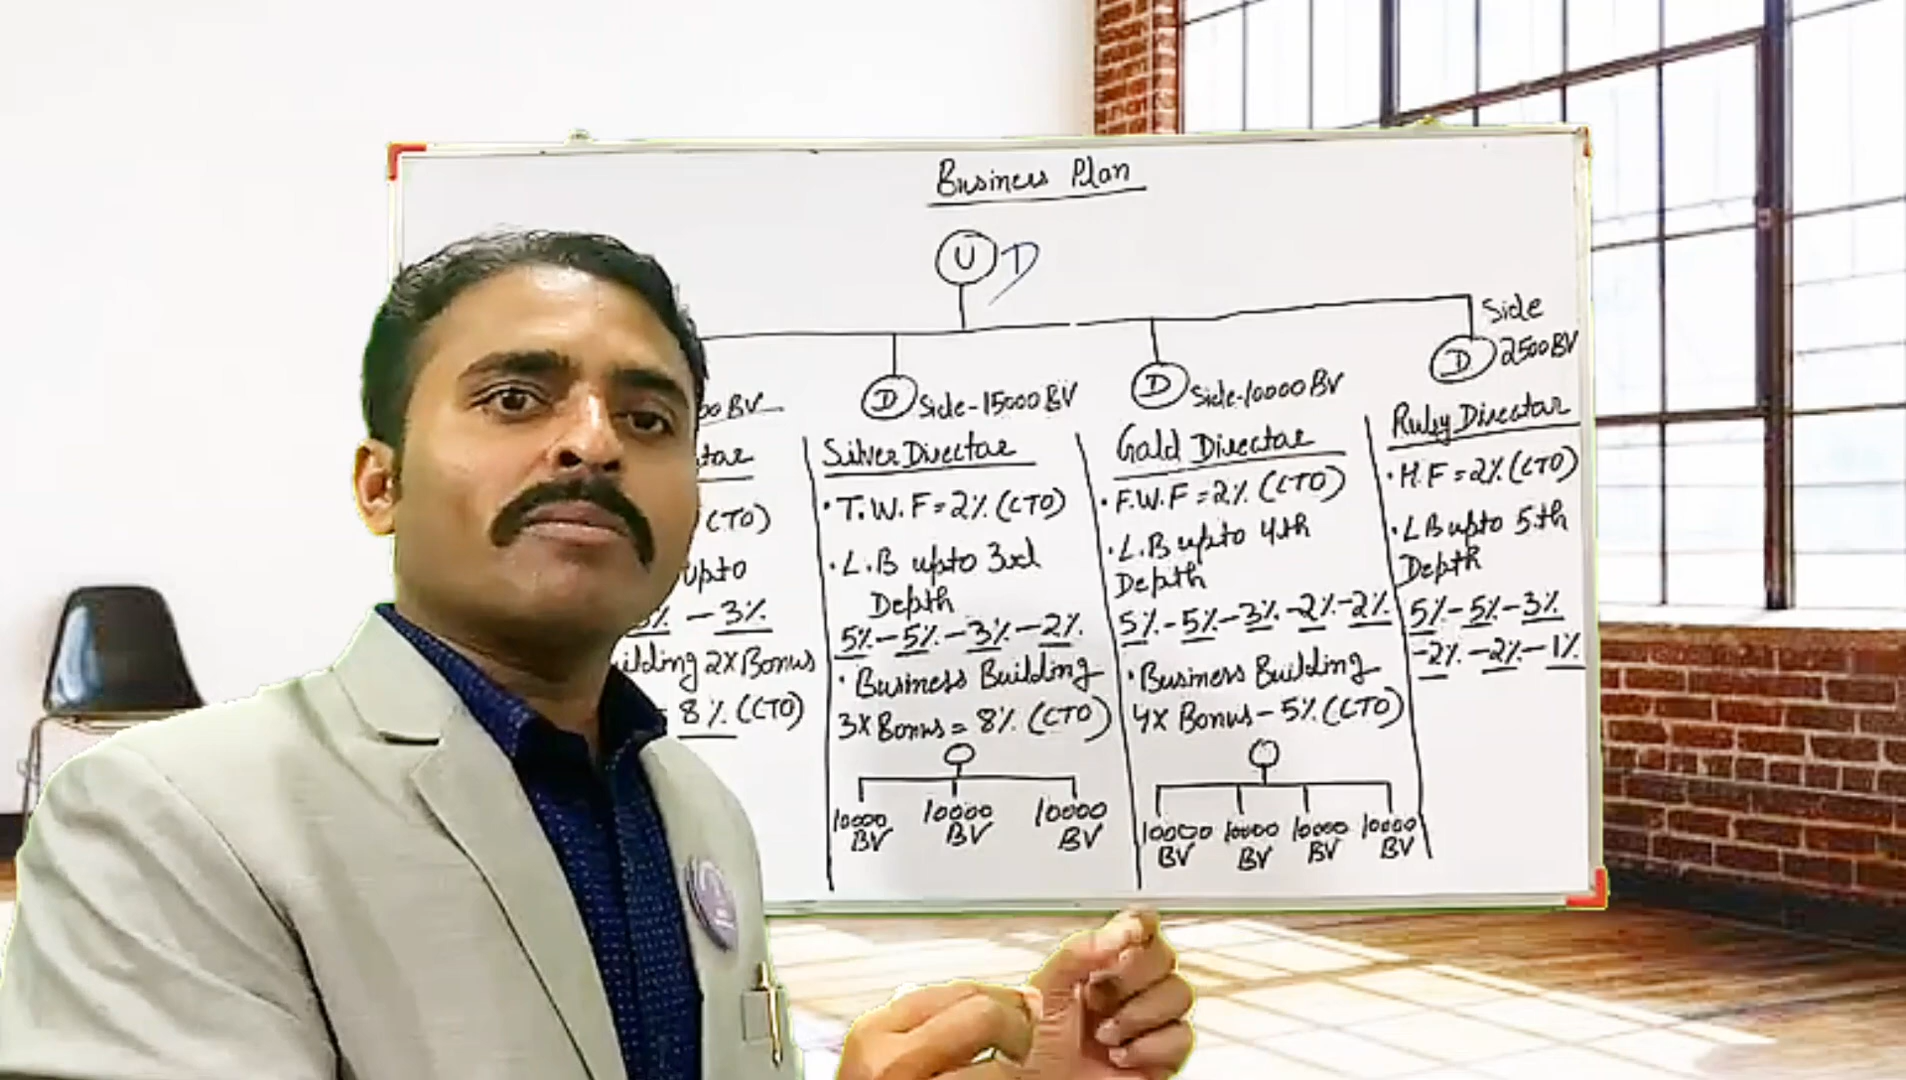 Business Plan
U D
BV
(CTO)
upto
- 3%
2X Bonus
= 8% (CTO)
D Side-15000 BV
Silver Director
• T.W.F = 2% (CTO)
• L.B upto 3rd
Depth
5% - 5% - 3% - 2%
• Business Building
3X Bonus = 8% (CTO)
10000 BV
10000 BV
10000 BV
D Side-10000 BV
Gold Director
• F.W.F = 2% (CTO)
• L.B upto 4th
Depth
5% - 5% - 3% - 2% - 2%
• Business Building
4X Bonus - 5% (CTO)
10000 BV
10000 BV
10000 BV
10000 BV
Side
D 2500 BV
Ruby Director
• H.F = 2% (CTO)
• L B upto 5th
Depth
5% - 5% - 3%
- 2% - 2% - 1%